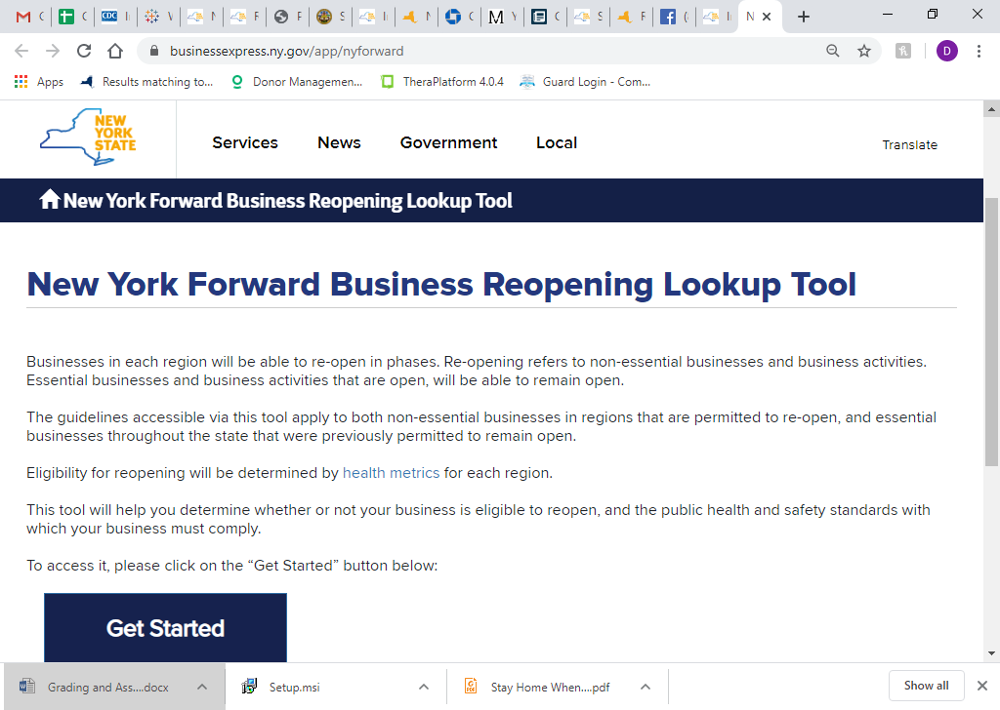 businessexpress.ny.gov/app/nyforward
D
Apps
Results matching to...
Donor Managemen...
TheraPlatform 4.0.4
Guard Login - Com...
NEW
YORK
STATE
Services
News
Government
Local
Translate
New York Forward Business Reopening Lookup Tool
New York Forward Business Reopening Lookup Tool
Businesses in each region will be able to re-open in phases. Re-opening refers to non-essential businesses and business activities.
Essential businesses and business activities that are open, will be able to remain open.
The guidelines accessible via this tool apply to both non-essential businesses in regions that are permitted to re-open, and essential
businesses throughout the state that were previously permitted to remain open.
Eligibility for reopening will be determined by health metrics for each region.
This tool will help you determine whether or not your business is eligible to reopen, and the public health and safety standards with
which your business must comply.
To access it, please click on the “Get Started” button below:
Get Started
Grading and Ass....docx
Setup.msi
Stay Home When....pdf
Show all